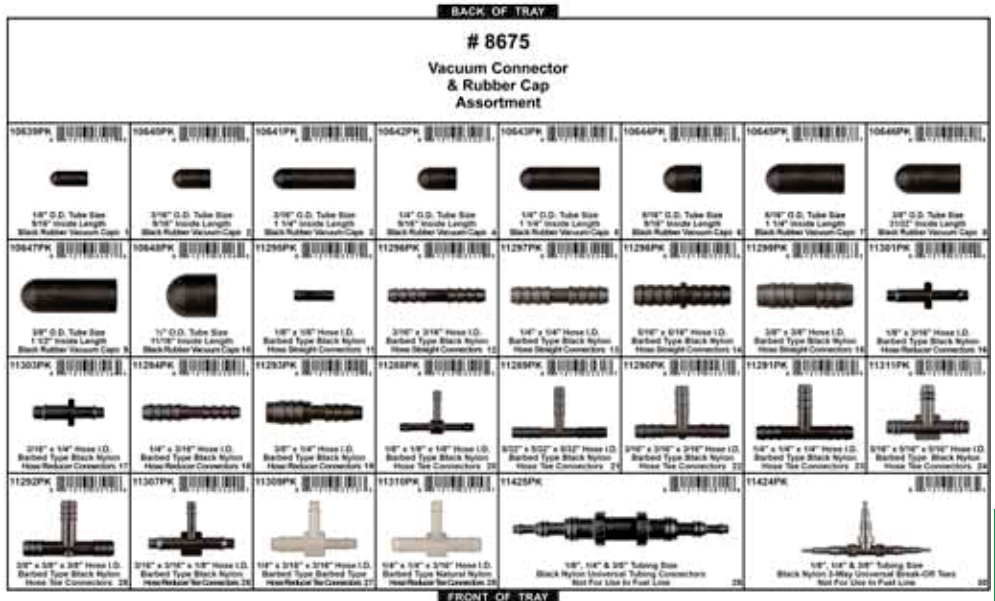 BACK OF TRAY
# 8675
Vacuum Connector
& Rubber Cap
Assortment
10639PK
1/8" O.D. Tube Size
9/16" Inside Length
Black Rubber Vacuum Caps 1
10640PK
3/16" O.D. Tube Size
9/16" Inside Length
Black Rubber Vacuum Caps 2
10641PK
3/16" O.D. Tube Size
1 1/4" Inside Length
Black Rubber Vacuum Caps 3
10642PK
1/4" O.D. Tube Size
9/16" Inside Length
Black Rubber Vacuum Caps 4
10643PK
1/4" O.D. Tube Size
1 1/4" Inside Length
Black Rubber Vacuum Caps 5
10644PK
5/16" O.D. Tube Size
9/16" Inside Length
Black Rubber Vacuum Caps 6
10645PK
5/16" O.D. Tube Size
1 1/4" Inside Length
Black Rubber Vacuum Caps 7
10646PK
3/8" O.D. Tube Size
21/32" Inside Length
Black Rubber Vacuum Caps 8
10647PK
3/8" O.D. Tube Size
1 1/2" Inside Length
Black Rubber Vacuum Caps 9
10648PK
½" O.D. Tube Size
11/16" Inside Length
Black Rubber Vacuum Caps 10
11295PK
1/8" x 1/8" Hose I.D.
Barbed Type Black Nylon
Hose Straight Connectors 11
11296PK
3/16" x 3/16" Hose I.D.
Barbed Type Black Nylon
Hose Straight Connectors 12
11297PK
1/4" x 1/4" Hose I.D.
Barbed Type Black Nylon
Hose Straight Connectors 13
11298PK
5/16" x 5/16" Hose I.D.
Barbed Type Black Nylon
Hose Straight Connectors 14
11299PK
3/8" x 3/8" Hose I.D.
Barbed Type Black Nylon
Hose Straight Connectors 15
11301PK
1/8" x 3/16" Hose I.D.
Barbed Type Black Nylon
Hose Reducer Connectors 16
11303PK
3/16" x 1/4" Hose I.D.
Barbed Type Black Nylon
Hose Reducer Connectors 17
11294PK
1/4" x 3/16" Hose I.D.
Barbed Type Black Nylon
Hose Reducer Connectors 18
11293PK
3/8" x 1/4" Hose I.D.
Barbed Type Black Nylon
Hose Reducer Connectors 19
11288PK
1/8" x 1/8" x 1/8" Hose I.D.
Barbed Type Black Nylon
Hose Tee Connectors 20
11289PK
5/32" x 5/32" x 5/32" Hose I.D.
Barbed Type Black Nylon
Hose Tee Connectors 21
11290PK
3/16" x 3/16" x 3/16" Hose I.D.
Barbed Type Black Nylon
Hose Tee Connectors 22
11291PK
1/4" x 1/4" x 1/4" Hose I.D.
Barbed Type Black Nylon
Hose Tee Connectors 23
11311PK
5/16" x 5/16" x 5/16" Hose I.D.
Barbed Type Black Nylon
Hose Tee Connectors 24
11292PK
3/8" x 3/8" x 3/8" Hose I.D.
Barbed Type Black Nylon
Hose Tee Connectors 25
11307PK
3/16" x 3/16" x 1/8" Hose I.D.
Barbed Type Black Nylon
Hose Reducer Tee Connectors 26
11309PK
1/4" x 3/16" x 3/16" Hose I.D.
Barbed Type Barbed Type
Hose Reducer Tee Connectors 27
11310PK
1/4" x 1/4" x 3/16" Hose I.D.
Barbed Type Natural Nylon
Hose Reducer Tee Connectors 28
11425PK
1/8", 1/4" & 3/8" Tubing Size
Black Nylon Universal Tubing Connectors
Not For Use In Fuel Line 29
11424PK
1/8", 1/4" & 3/8" Tubing Size
Black Nylon 3-Way Universal Break-Off Tees
Not For Use In Fuel Line 30
FRONT OF TRAY